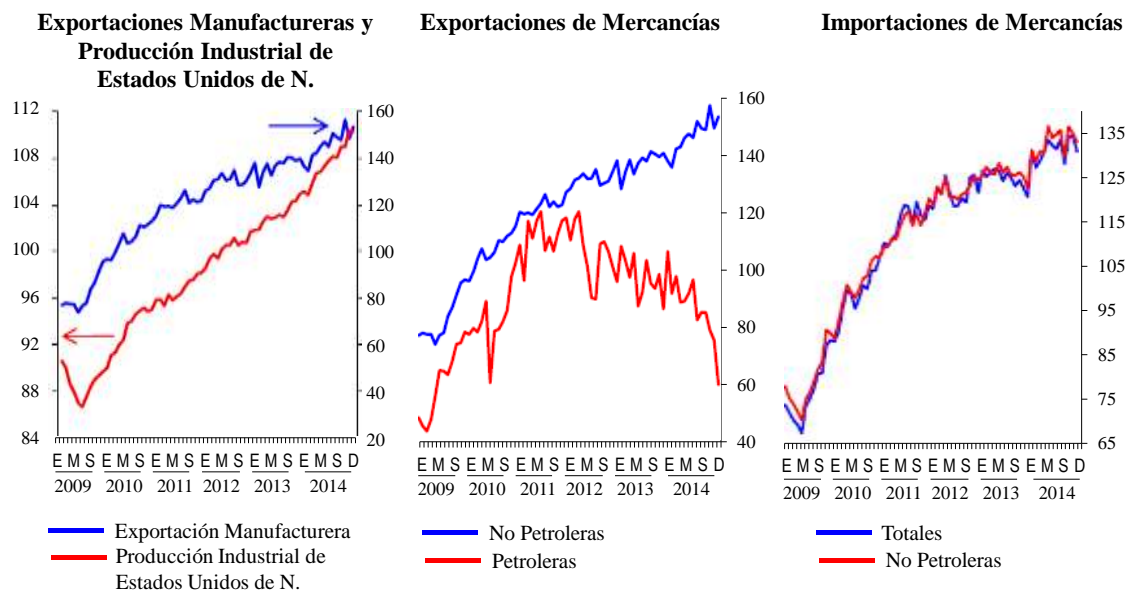 Exportaciones Manufactureras y
Producción Industrial de
Estados Unidos de N.
112
108
104
100
96
92
88
84
160
140
120
100
80
60
40
20
E M S E M S E M S E M S E M S E M S D
2009 2010 2011 2012 2013 2014
Exportación Manufacturera
Producción Industrial de
Estados Unidos de N.
Exportaciones de Mercancías
160
140
120
100
80
60
40
E M S E M S E M S E M S E M S E M S D
2009 2010 2011 2012 2013 2014
No Petroleras
Petroleras
Importaciones de Mercancías
135
125
115
105
95
85
75
65
E M S E M S E M S E M S E M S E M S D
2009 2010 2011 2012 2013 2014
Totales
No Petroleras